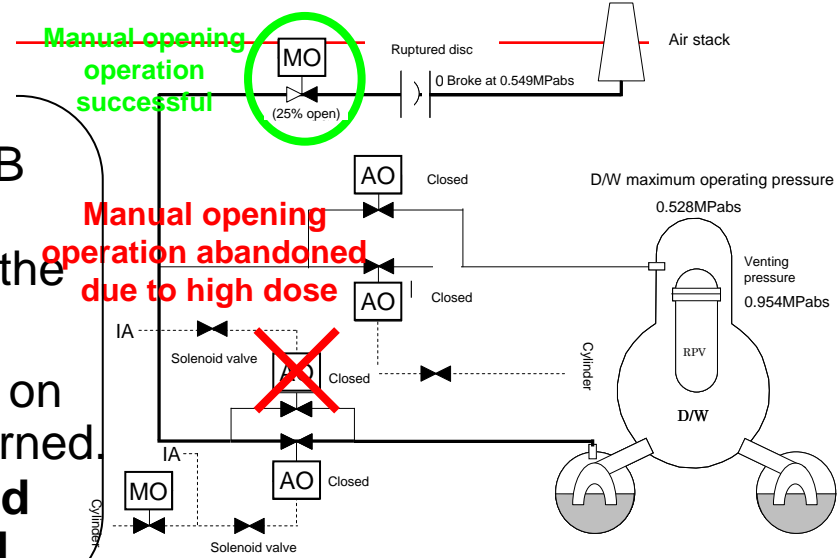 Manual opening
operation
successful
MO
(25% open)
Ruptured disc
0 Broke at 0.549MPabs
Air stack
B
the
on
rned.
d
AO
Closed
Manual opening
operation abandoned
due to high dose
AO
Closed
D/W maximum operating pressure
0.528MPabs
Venting
pressure
0.954MPabs
RPV
D/W
IA
Solenoid valve
AO
Closed
Cylinder
IA
AO
Closed
MO
Cylinder
Solenoid valve